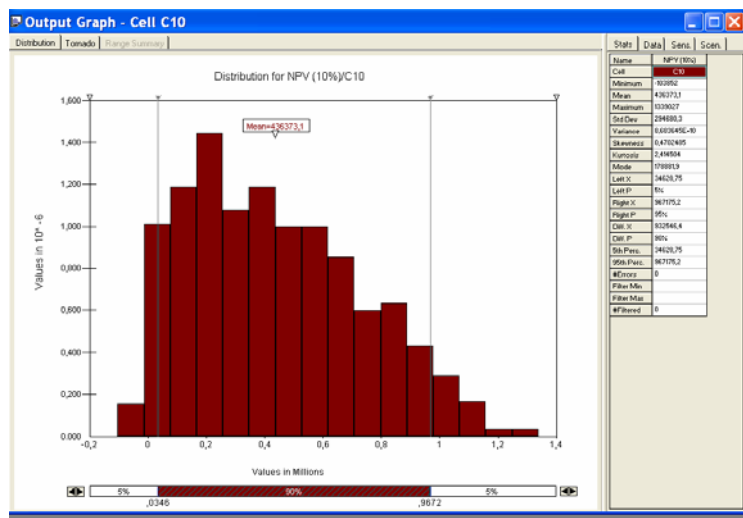 Output Graph - Cell C10
Distribution Tornado Range Summary
Stats Data Sens. Scen.
Distribution for NPV (10%)/C10
Mean=436373,1
Values in 10^ -6
1,600
1,400
1,200
1,000
0,800
0,600
0,400
0,200
0.000
-0,2 0 0,2 0,4 0,6 0,8 1 1,2 1,4
Values in Millions
5% 90% 5%
,0346 ,9672
Name NPV (10%)
Cell C10
Minimum
Mean 436373,1
Maximum 1339027
Std Dev 294680,3
Variance
Skewness 0,4702485
Kurtosis 2,414504
Mode 178881,9
Left X 34628,75
Left P 5%
Right X 967175,2
Right P 95%
Diff. X 932546,4
Diff. P 90%
5th Perc. 34628,75
95th Perc. 967175,2
#Errors 0
Filter Min
Filter Max
#Filtered 0